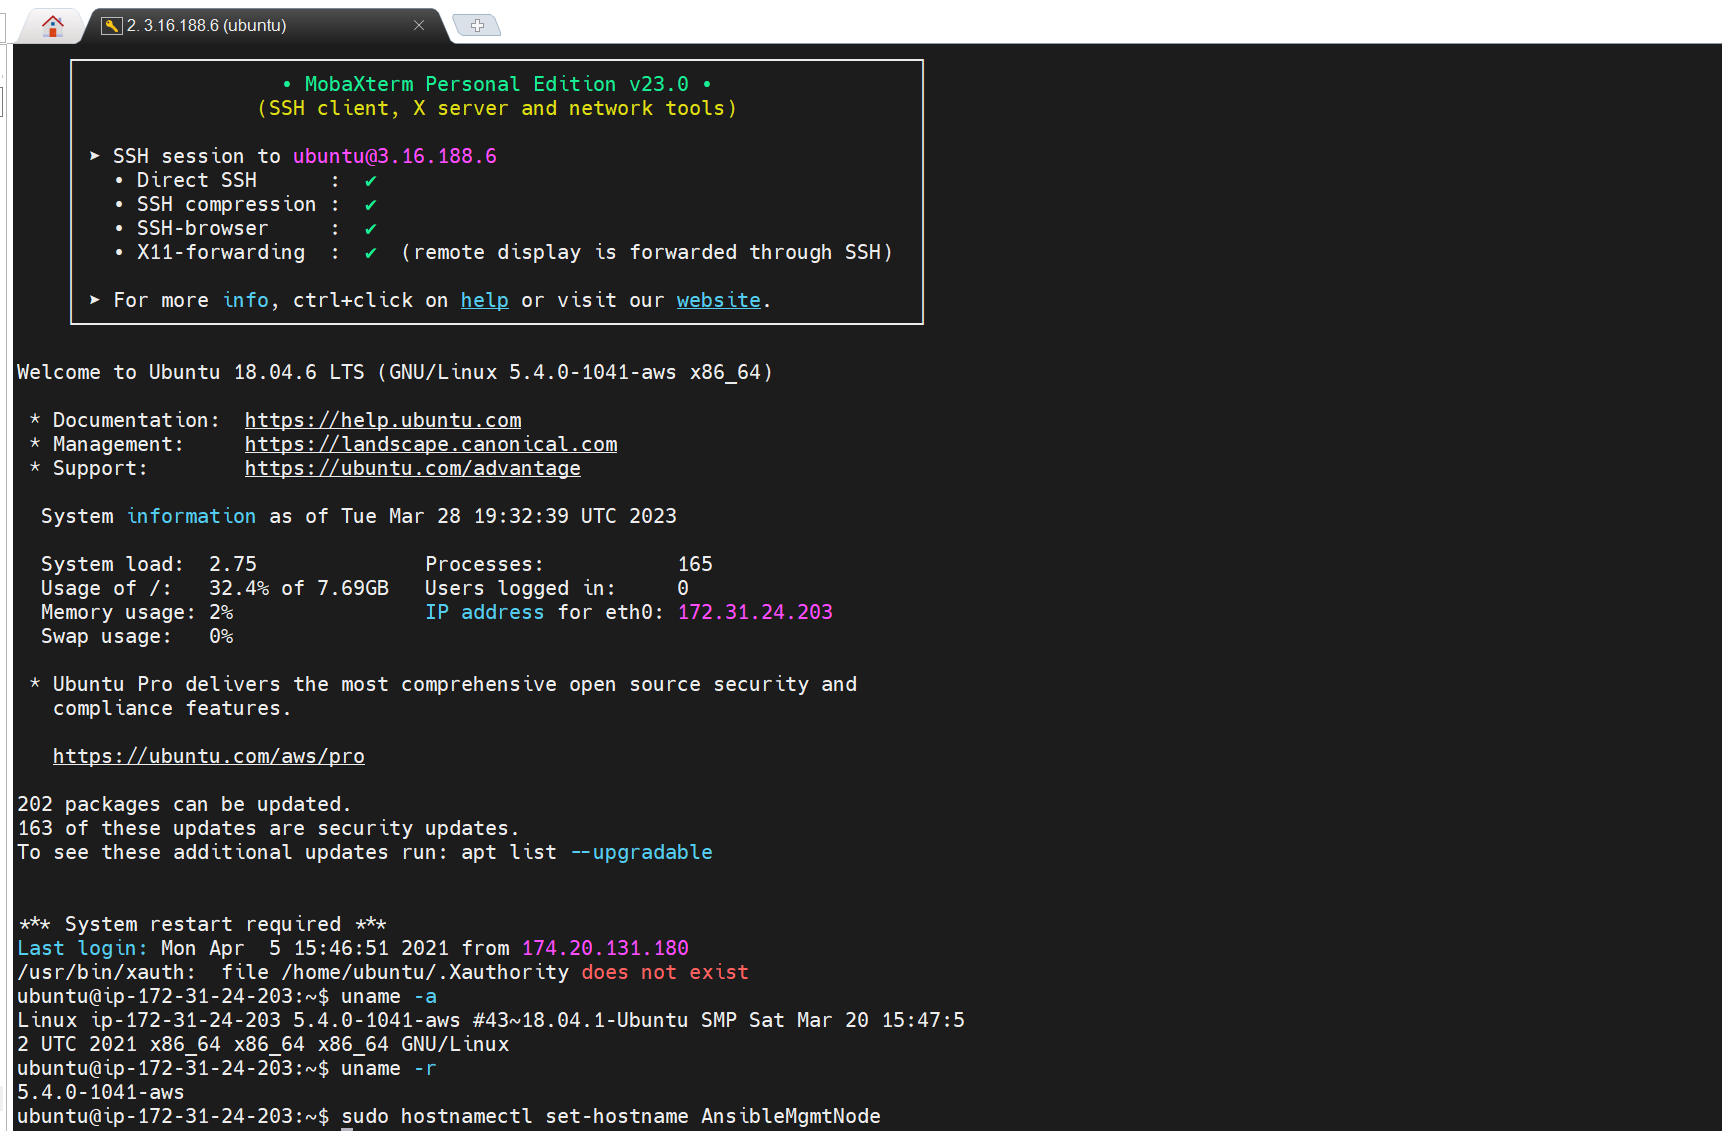 2. 3.16.188.6 (ubuntu)
• MobaXterm Personal Edition v23.0 •
(SSH client, X server and network tools)
➤ SSH session to ubuntu@3.16.188.6
• Direct SSH      :  ✔
• SSH compression :  ✔
• SSH-browser     :  ✔
• X11-forwarding  :  ✔  (remote display is forwarded through SSH)
➤ For more info, ctrl+click on help or visit our website.
Welcome to Ubuntu 18.04.6 LTS (GNU/Linux 5.4.0-1041-aws x86_64)
* Documentation:  https://help.ubuntu.com
* Management:     https://landscape.canonical.com
* Support:        https://ubuntu.com/advantage
System information as of Tue Mar 28 19:32:39 UTC 2023
System load:  2.75              Processes:           165
Usage of /:   32.4% of 7.69GB   Users logged in:     0
Memory usage: 2%                IP address for eth0: 172.31.24.203
Swap usage:   0%
* Ubuntu Pro delivers the most comprehensive open source security and
compliance features.
https://ubuntu.com/aws/pro
202 packages can be updated.
163 of these updates are security updates.
To see these additional updates run: apt list --upgradable
*** System restart required ***
Last login: Mon Apr  5 15:46:51 2021 from 174.20.131.180
/usr/bin/xauth:  file /home/ubuntu/.Xauthority does not exist
ubuntu@ip-172-31-24-203:~$ uname -a
Linux ip-172-31-24-203 5.4.0-1041-aws #43~18.04.1-Ubuntu SMP Sat Mar 20 15:47:5
2 UTC 2021 x86_64 x86_64 x86_64 GNU/Linux
ubuntu@ip-172-31-24-203:~$ uname -r
5.4.0-1041-aws
ubuntu@ip-172-31-24-203:~$ sudo hostnamectl set-hostname AnsibleMgmtNode